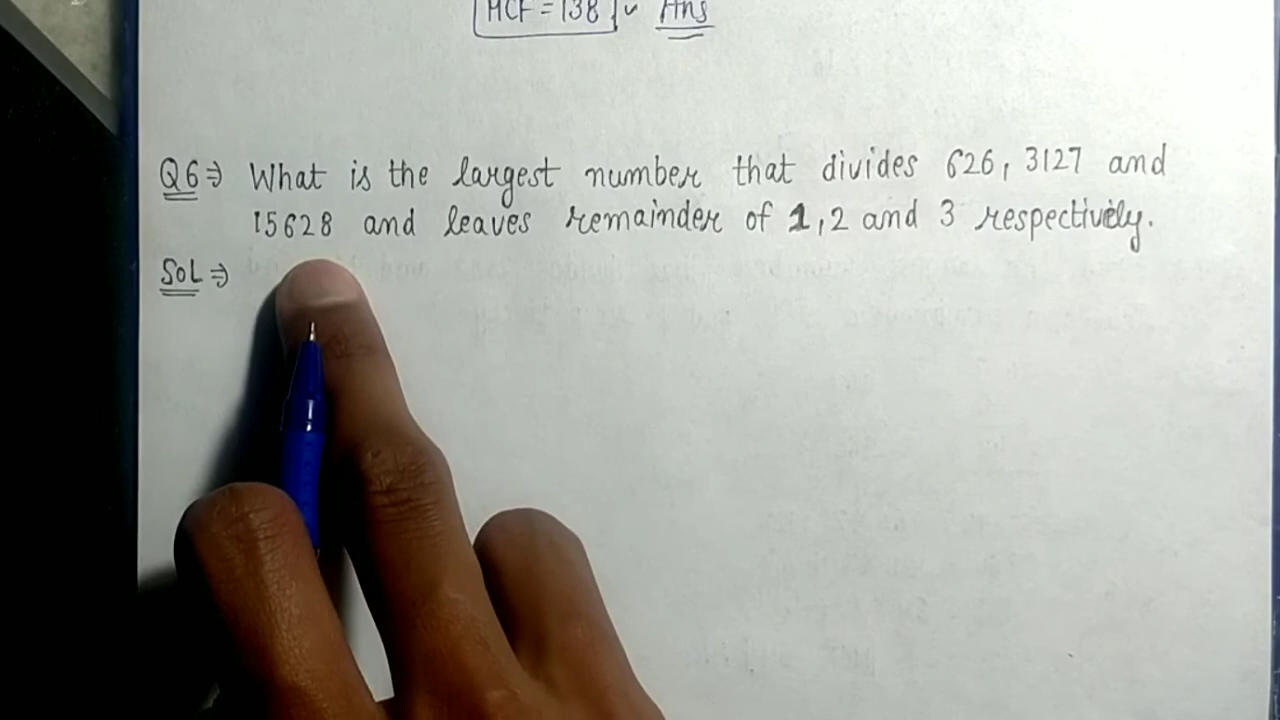 HCF = 138 Ans
Q6⇒ What is the largest number that divides 626, 3127 and
15628 and leaves remainder of 1, 2 and 3 respectively.
SOL⇒